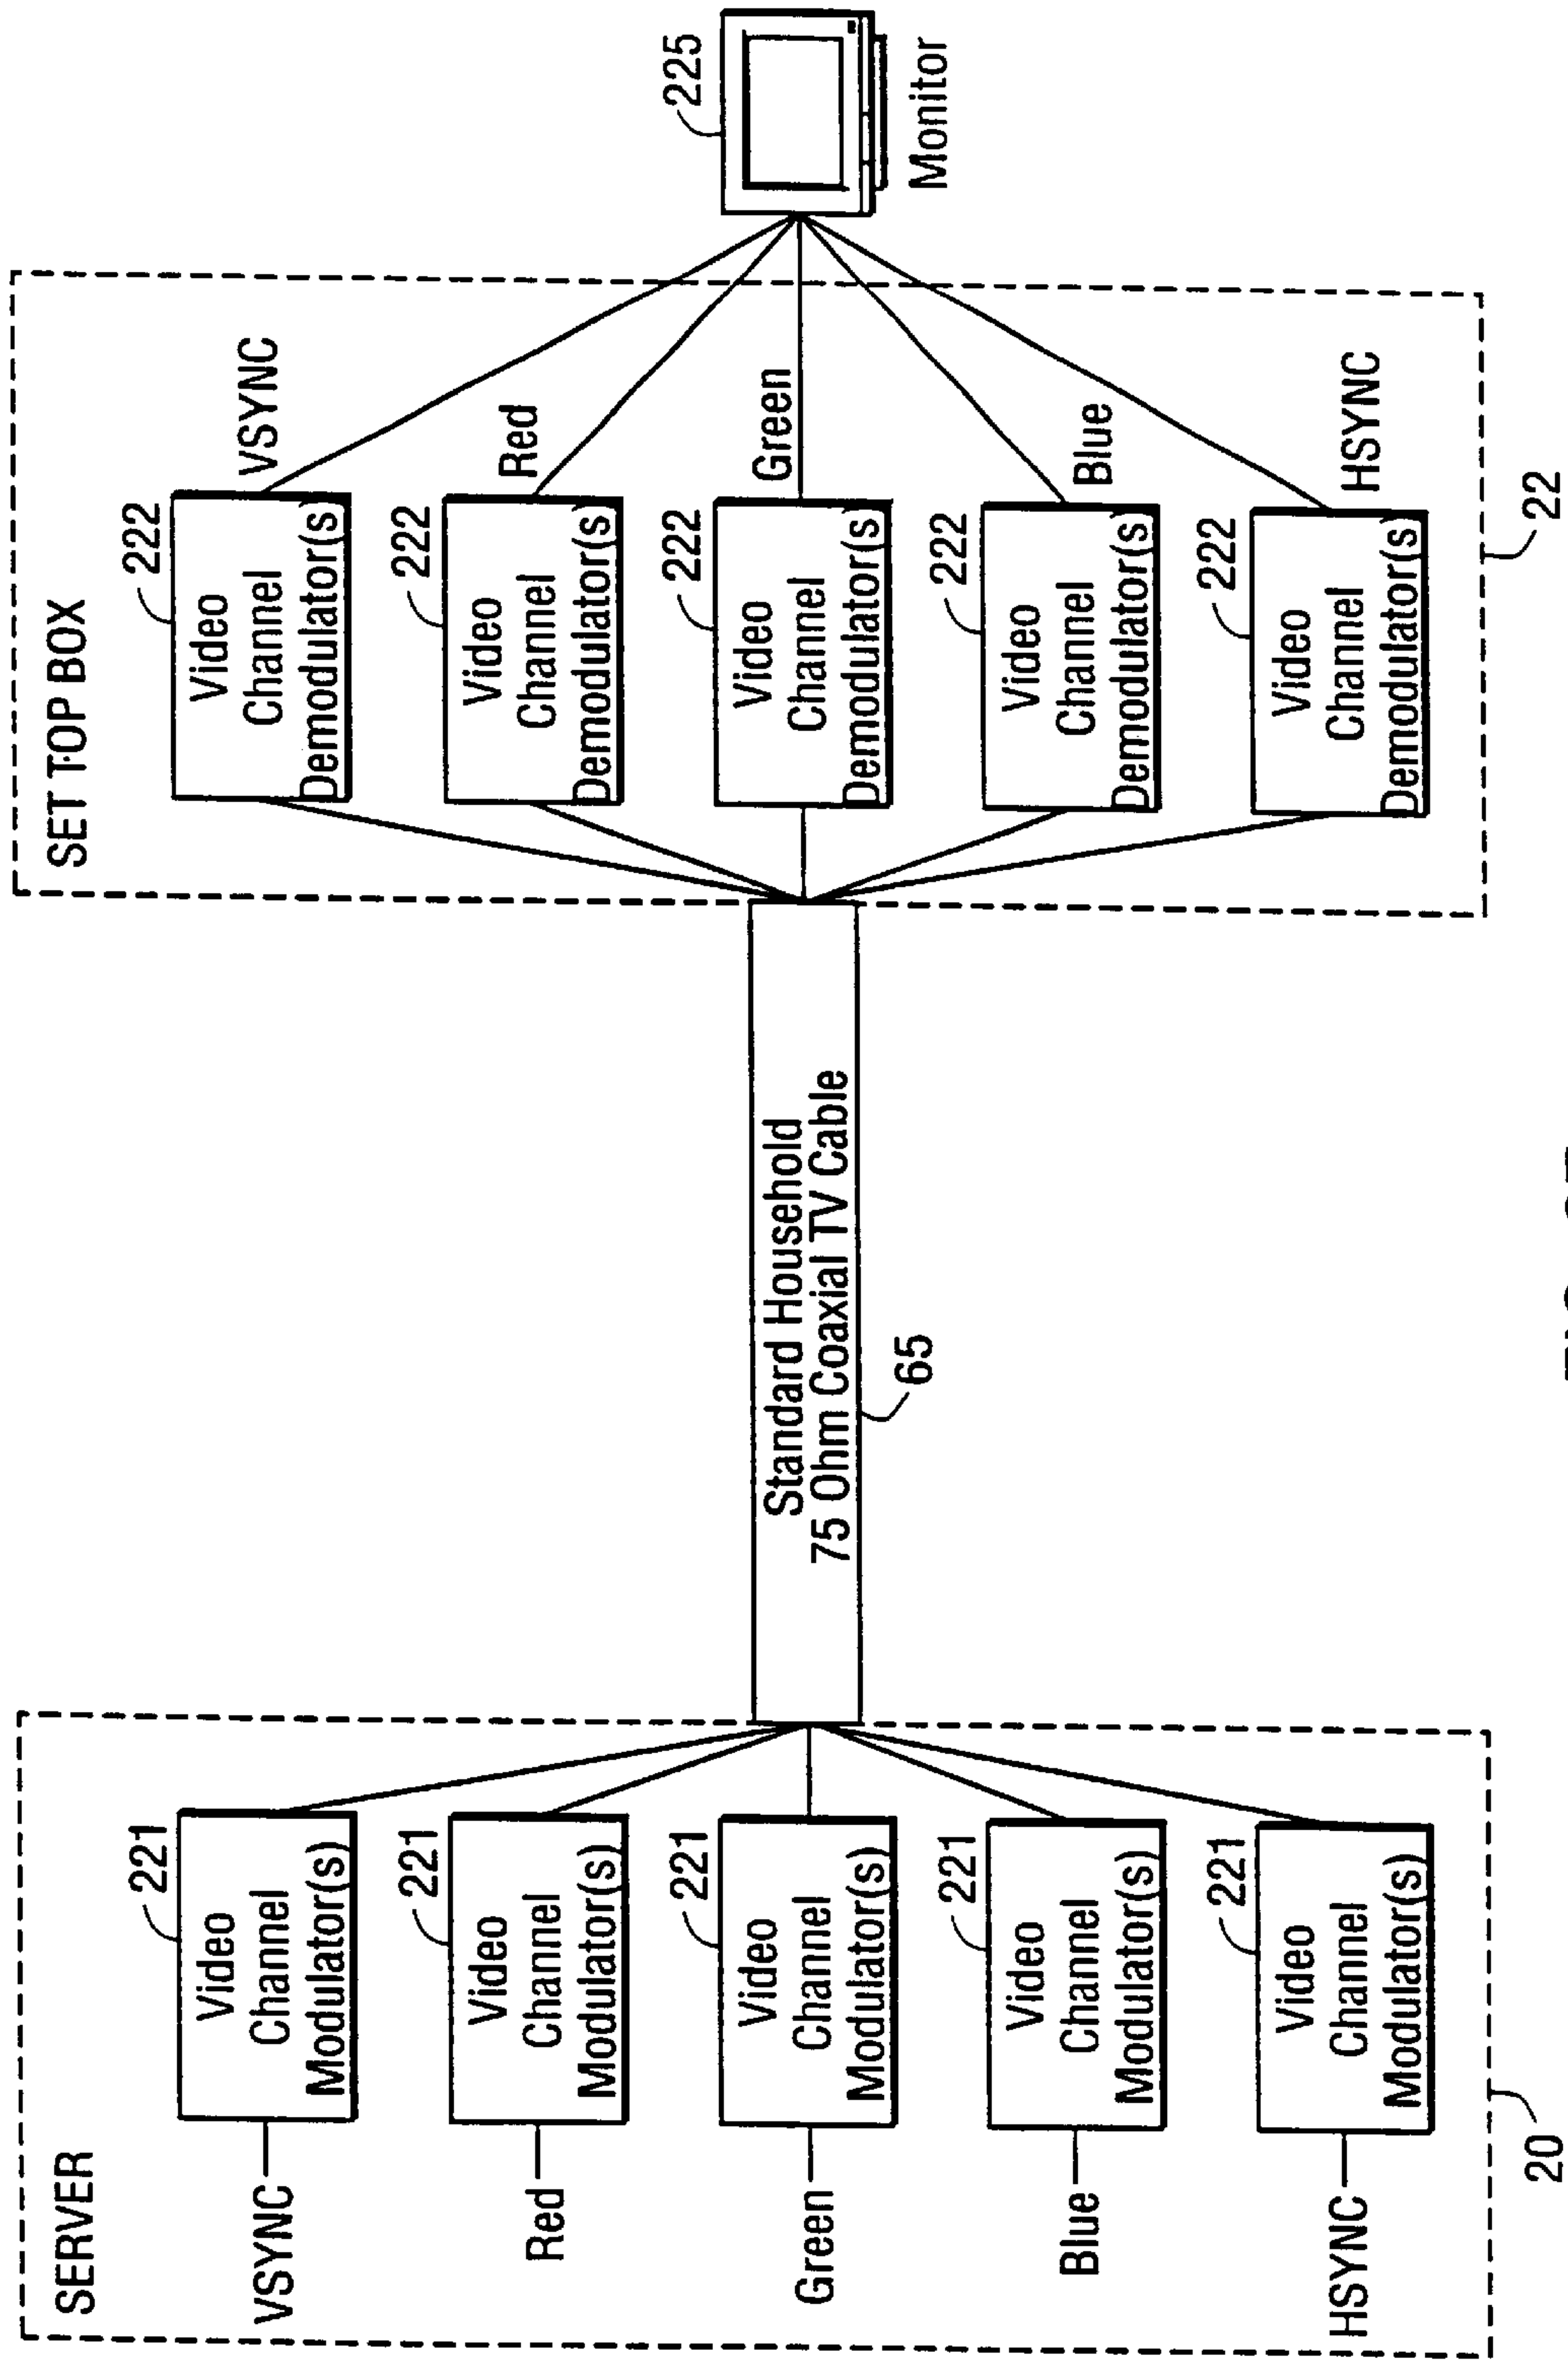 SERVER
VSYNC
221
Video
Channel
Modulator(s)
Red
221
Video
Channel
Modulator(s)
Green
221
Video
Channel
Modulator(s)
Blue
221
Video
Channel
Modulator(s)
HSYNC
221
Video
Channel
Modulator(s)
20
Standard Household
75 Ohm Coaxial TV Cable
65
SET TOP BOX
222
Video
Channel
Demodulator(s)
VSYNC
222
Video
Channel
Demodulator(s)
Red
222
Video
Channel
Demodulator(s)
Green
222
Video
Channel
Demodulator(s)
Blue
222
Video
Channel
Demodulator(s)
HSYNC
22
225
Monitor